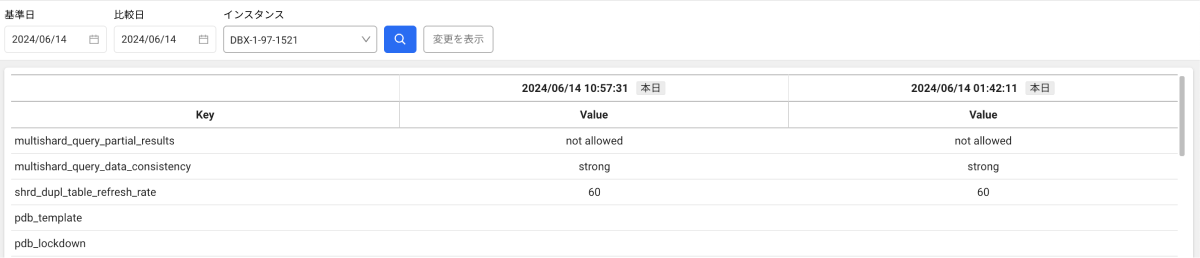 基準日 比較日 インスタンス
2024/06/14 2024/06/14 DBX-1-97-1521 変更を表示
2024/06/14 10:57:31 本日 2024/06/14 01:42:11 本日
Key Value Value
multishard_query_partial_results not allowed not allowed
multishard_query_data_consistency strong strong
shrd_dupl_table_refresh_rate 60 60
pdb_template
pdb_lockdown